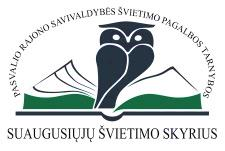 PASVALIO RAJONO SAVIVALDYBĖS ŠVIETIMO PAGALBOS TARNYBOS
SUAUGUSIŲJŲ ŠVIETIMO SKYRIUS